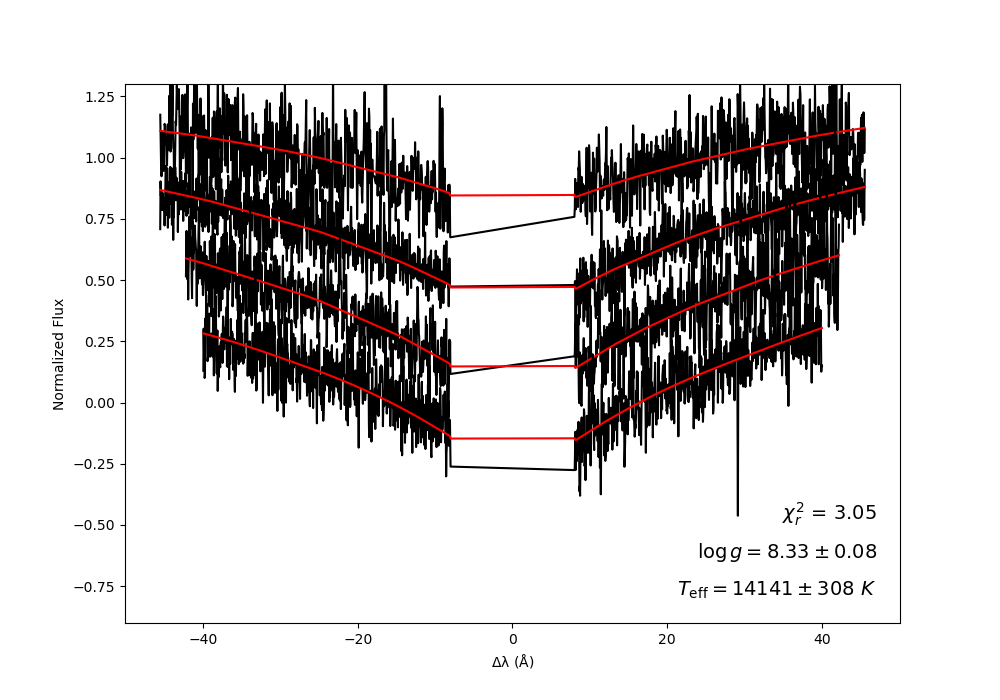 1.25
1.00
0.75
0.50
0.25
0.00
−0.25
−0.50
−0.75
Normalized Flux
−40
−20
0
20
40
Δλ (Å)
χ²ᵣ = 3.05
log g = 8.33 ± 0.08
T_eff = 14141 ± 308 K